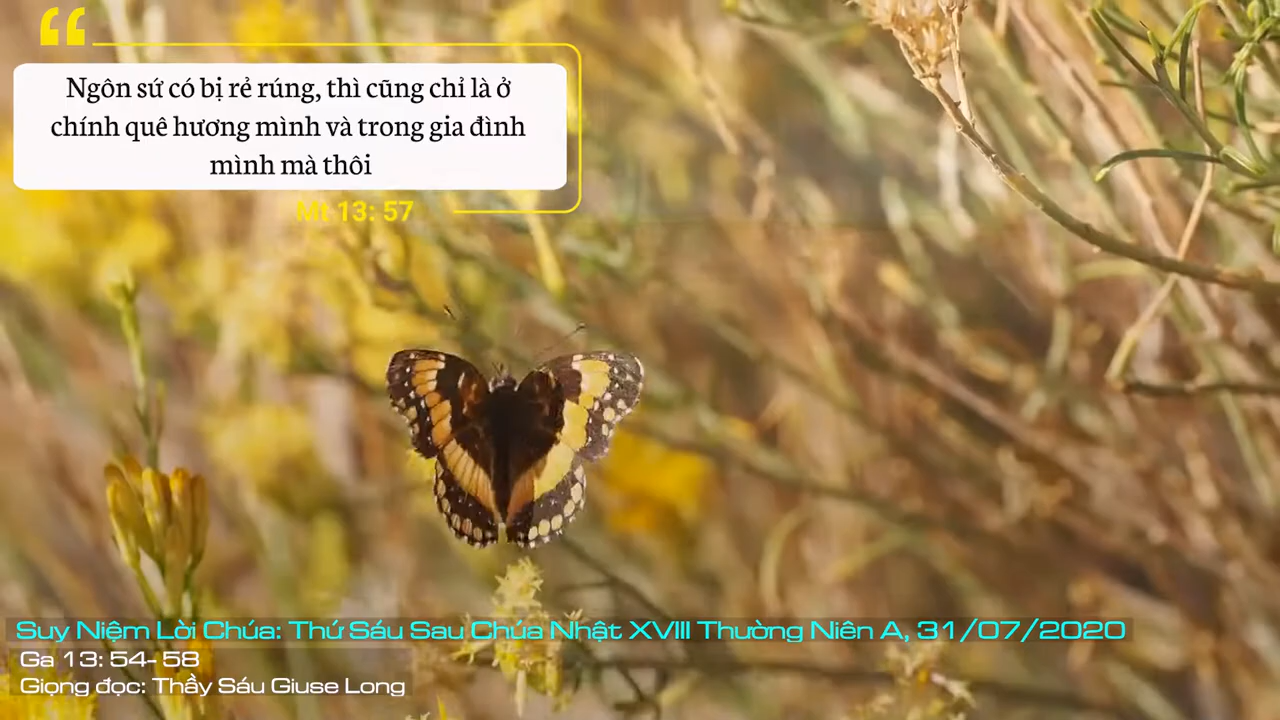 Ngôn sứ có bị rẻ rúng, thì cũng chỉ là ở
chính quê hương mình và trong gia đình
mình mà thôi
Mt 13: 57
Suy Niệm Lời Chúa: Thứ Sáu Sau Chúa Nhật XVIII Thường Niên A, 31/07/2020
Ga 13: 54- 58
Giọng đọc: Thầy Sáu Giuse Long